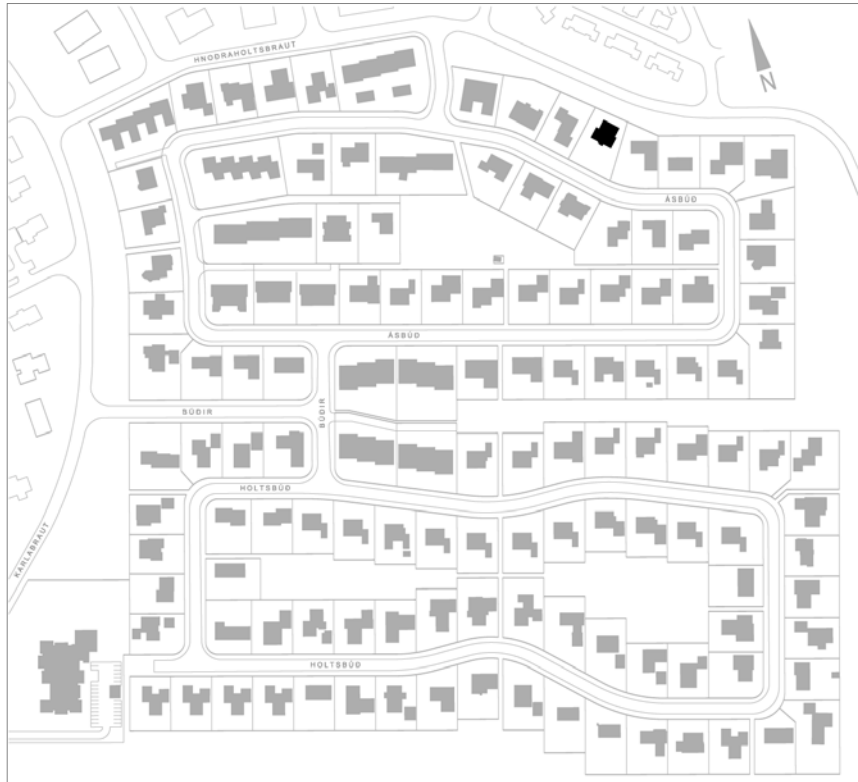 HNOÐRAHOLTSBRAUT
N
ÁSBÚÐ
ÁSBÚÐ
BÚÐIR
BÚÐIR
HOLTSBÚÐ
KARLABRAUT
HOLTSBÚÐ